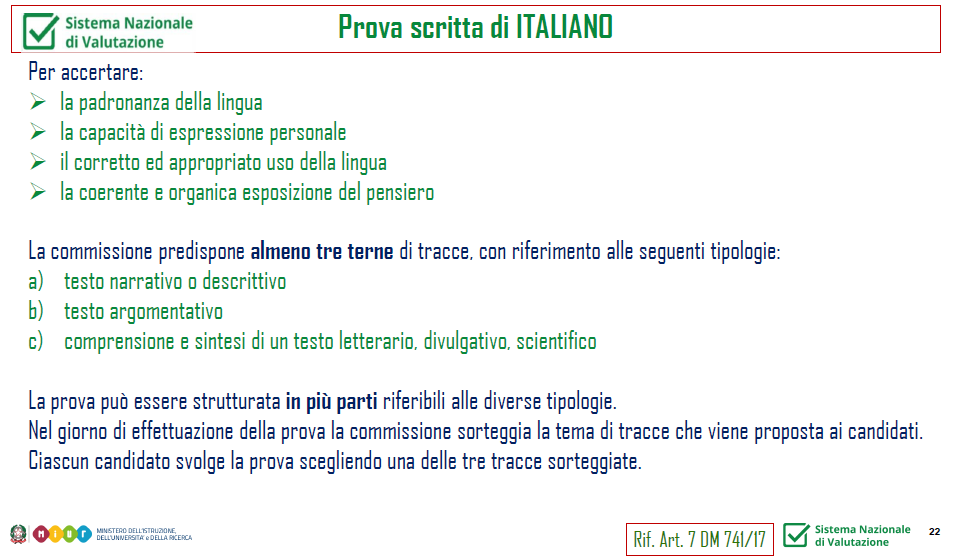 Sistema Nazionale
di Valutazione
Prova scritta di ITALIANO
Per accertare:
la padronanza della lingua
la capacità di espressione personale
il corretto ed appropriato uso della lingua
la coerente e organica esposizione del pensiero
La commissione predispone almeno tre terne di tracce, con riferimento alle seguenti tipologie:
a) testo narrativo o descrittivo
b) testo argomentativo
c) comprensione e sintesi di un testo letterario, divulgativo, scientifico
La prova può essere strutturata in più parti riferibili alle diverse tipologie.
Nel giorno di effettuazione della prova la commissione sorteggia la tema di tracce che viene proposta ai candidati.
Ciascun candidato svolge la prova scegliendo una delle tre tracce sorteggiate.
MIUR
MINISTERO DELL'ISTRUZIONE,
DELL'UNIVERSITA' e DELLA RICERCA
Rif. Art. 7 DM 741/17
Sistema Nazionale
di Valutazione
22